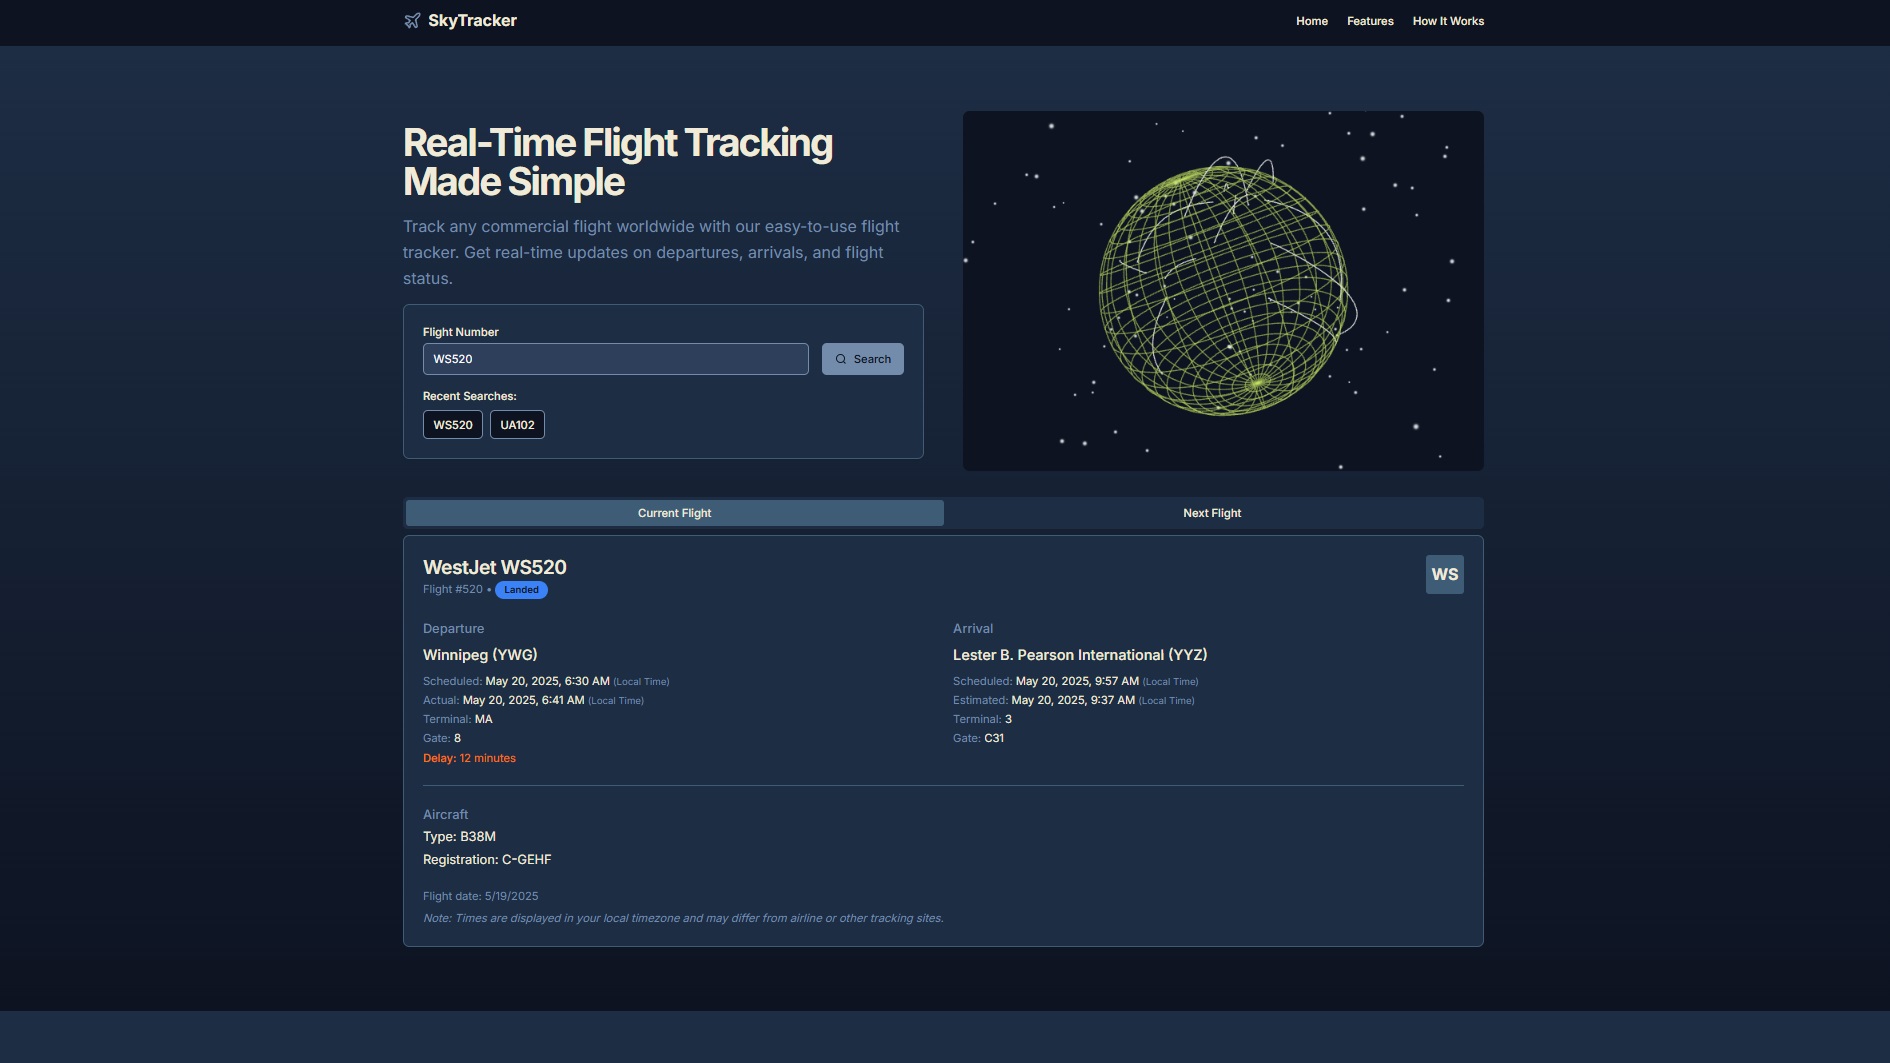 SkyTracker
Home Features How It Works
Real-Time Flight Tracking
Made Simple
Track any commercial flight worldwide with our easy-to-use flight
tracker. Get real-time updates on departures, arrivals, and flight
status.
Flight Number
WS520
Search
Recent Searches:
WS520 UA102
Current Flight Next Flight
WestJet WS520
WS
Flight #520 • Landed
Departure
Winnipeg (YWG)
Scheduled: May 20, 2025, 6:30 AM (Local Time)
Actual: May 20, 2025, 6:41 AM (Local Time)
Terminal: MA
Gate: 8
Delay: 12 minutes
Arrival
Lester B. Pearson International (YYZ)
Scheduled: May 20, 2025, 9:57 AM (Local Time)
Estimated: May 20, 2025, 9:37 AM (Local Time)
Terminal: 3
Gate: C31
Aircraft
Type: B38M
Registration: C-GEHF
Flight date: 5/19/2025
Note: Times are displayed in your local timezone and may differ from airline or other tracking sites.